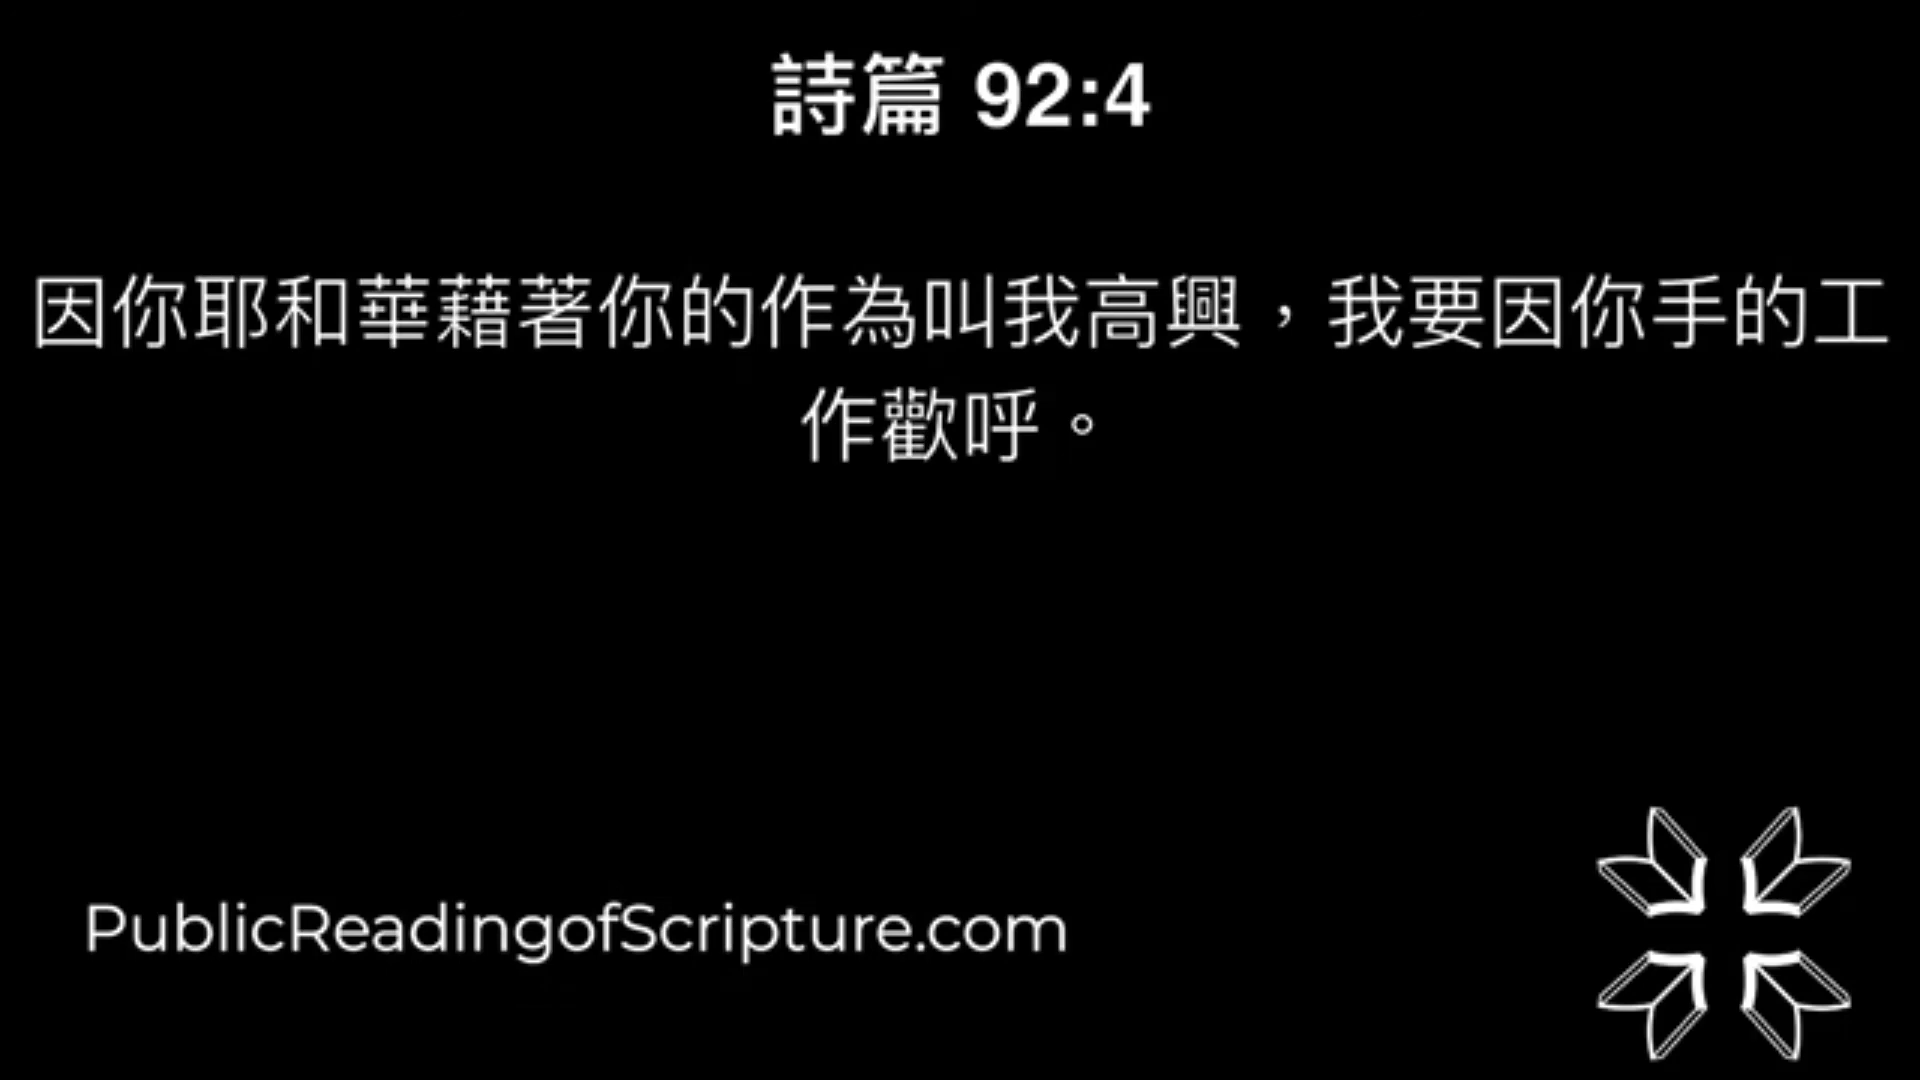 詩篇 92:4
因你耶和華藉著你的作為叫我高興，我要因你手的工
作歡呼。
PublicReadingofScripture.com